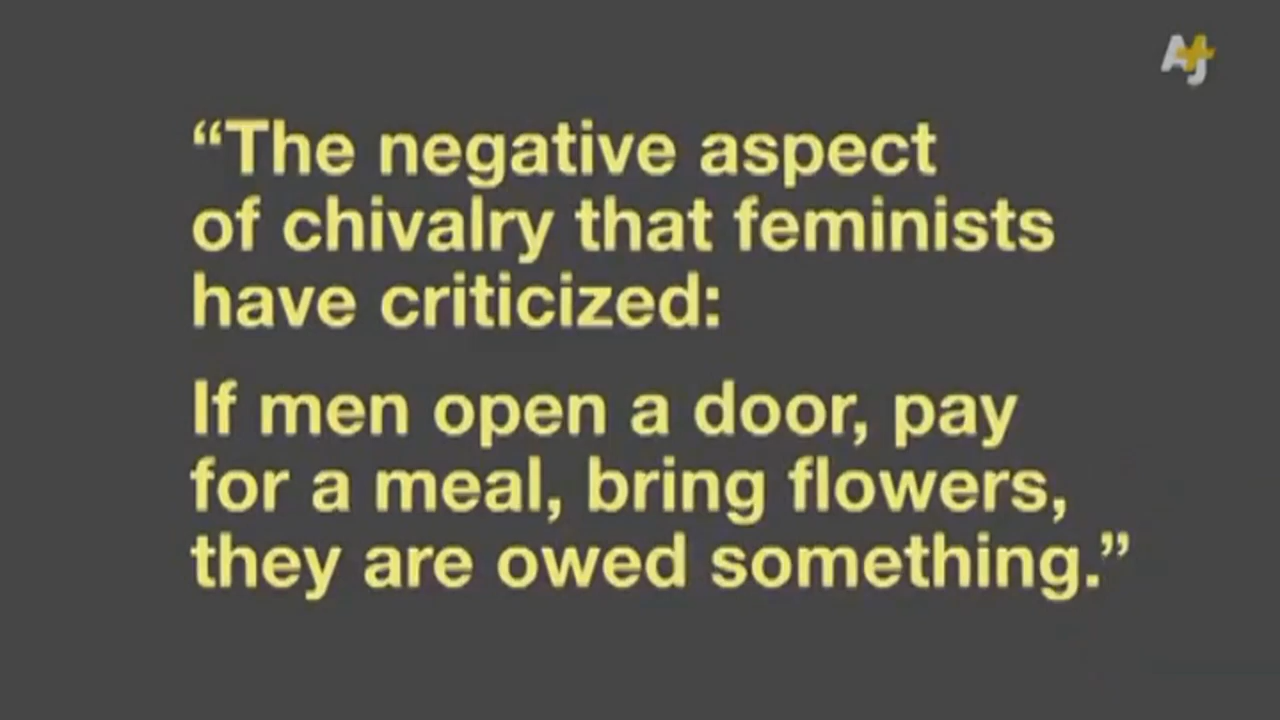 AJ+
“The negative aspect
of chivalry that feminists
have criticized:
If men open a door, pay
for a meal, bring flowers,
they are owed something.”